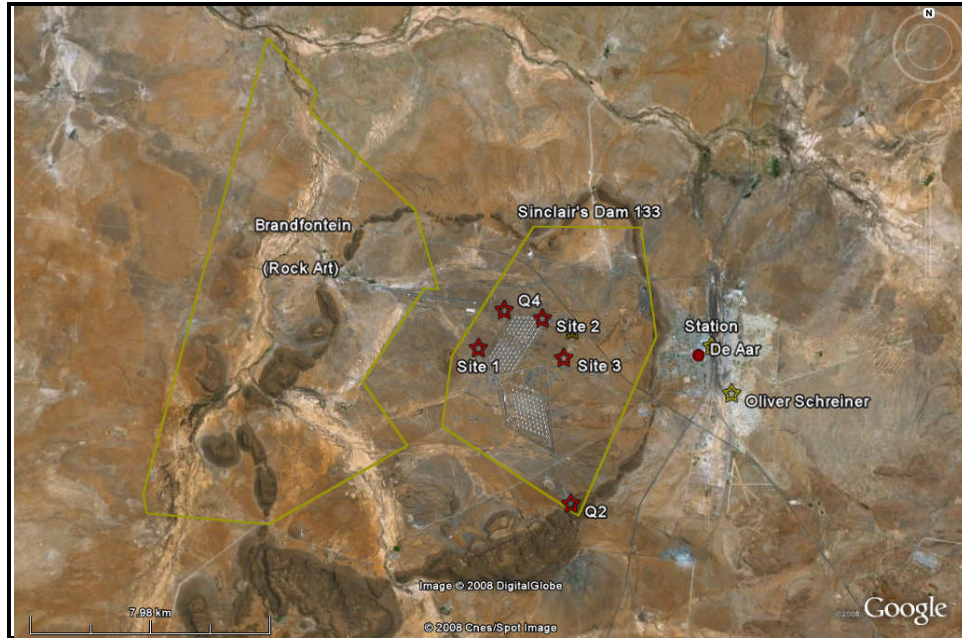 N
Sinclair's Dam 133
Brandfontein
(Rock Art)
Q4
Site 2
Station
De Aar
Site 1
Site 3
Oliver Schreiner
Q2
Image © 2008 DigitalGlobe
7.98 km
©2008 Google
© 2008 Cnes/Spot Image